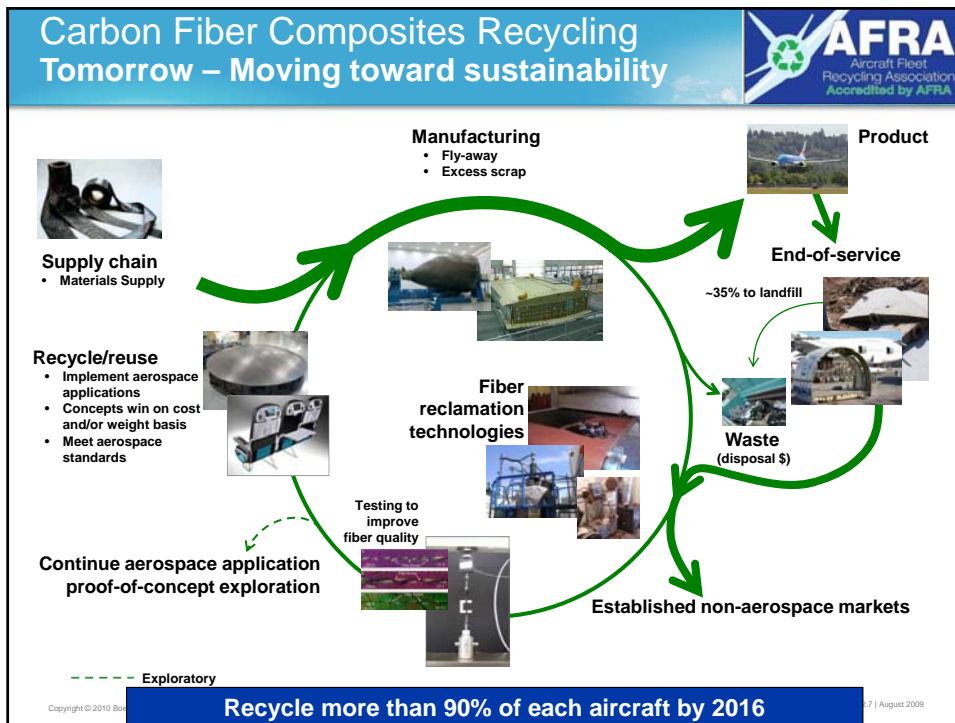 Carbon Fiber Composites Recycling
Tomorrow – Moving toward sustainability
AFRA
Aircraft Fleet
Recycling Association
Accredited by AFRA
Manufacturing
• Fly-away
• Excess scrap
Product
Supply chain
• Materials Supply
End-of-service
~35% to landfill
Recycle/reuse
• Implement aerospace
applications
• Concepts win on cost
and/or weight basis
• Meet aerospace
standards
Fiber
reclamation
technologies
Waste
(disposal $)
Testing to
improve
fiber quality
Continue aerospace application
proof-of-concept exploration
Established non-aerospace markets
Exploratory
Copyright © 2010 Boe
Recycle more than 90% of each aircraft by 2016
2.7 | August 2009